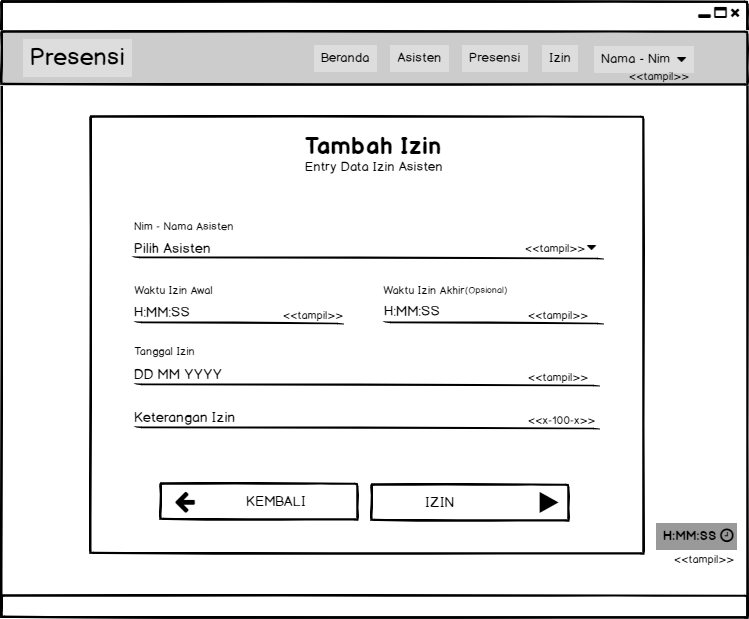 Presensi
Beranda
Asisten
Presensi
Izin
Nama - Nim
<<tampil>>
Tambah Izin
Entry Data Izin Asisten
Nim - Nama Asisten
Pilih Asisten
<<tampil>>
Waktu Izin Awal
Waktu Izin Akhir(Opsional)
H:MM:SS
<<tampil>>
H:MM:SS
<<tampil>>
Tanggal Izin
DD MM YYYY
<<tampil>>
Keterangan Izin
<<x-100-x>>
KEMBALI
IZIN
H:MM:SS
<<tampil>>